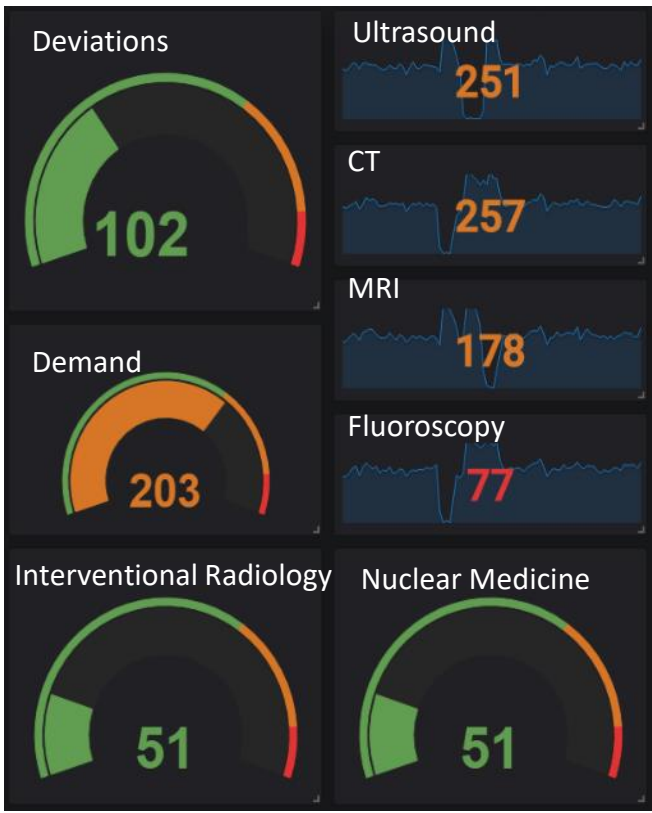 Deviations
102
Ultrasound
251
CT
257
MRI
178
Demand
203
Fluoroscopy
77
Interventional Radiology
51
Nuclear Medicine
51